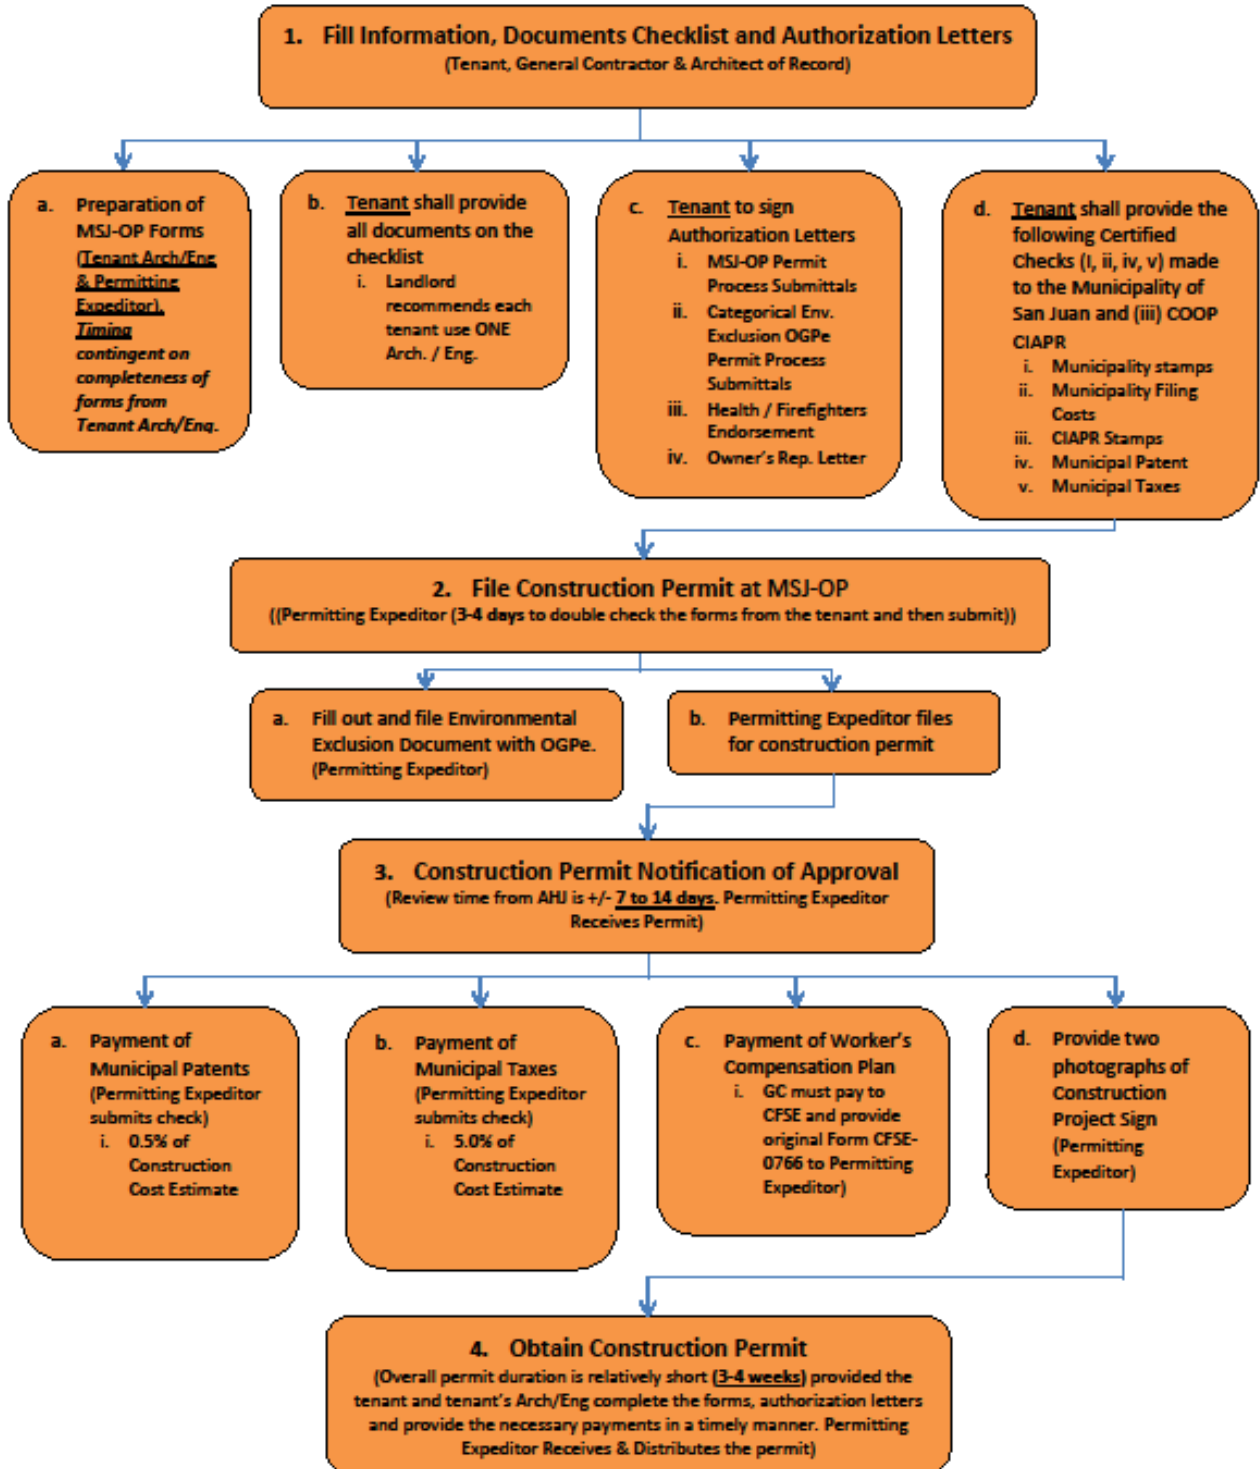 1. Fill Information, Documents Checklist and Authorization Letters
(Tenant, General Contractor & Architect of Record)
a. Preparation of
MSJ-OP Forms
(Tenant Arch/Eng
& Permitting
Expeditor).
Timing
contingent on
completeness of
forms from
Tenant Arch/Eng.
b. Tenant shall provide
all documents on the
checklist
i. Landlord
recommends each
tenant use ONE
Arch. / Eng.
c. Tenant to sign
Authorization Letters
i. MSJ-OP Permit
Process Submittals
ii. Categorical Env.
Exclusion OGPe
Permit Process
Submittals
iii. Health / Firefighters
Endorsement
iv. Owner's Rep. Letter
d. Tenant shall provide the
following Certified
Checks (I, ii, iv, v) made
to the Municipality of
San Juan and (iii) COOP
CIAPR
i. Municipality stamps
ii. Municipality Filing
Costs
iii. CIAPR Stamps
iv. Municipal Patent
v. Municipal Taxes
2. File Construction Permit at MSJ-OP
((Permitting Expeditor (3-4 days to double check the forms from the tenant and then submit))
a. Fill out and file Environmental
Exclusion Document with OGPe.
(Permitting Expeditor)
b. Permitting Expeditor files
for construction permit
3. Construction Permit Notification of Approval
(Review time from AHJ is +/- 7 to 14 days. Permitting Expeditor
Receives Permit)
a. Payment of
Municipal Patents
(Permitting Expeditor
submits check)
i. 0.5% of
Construction
Cost Estimate
b. Payment of
Municipal Taxes
(Permitting Expeditor
submits check)
i. 5.0% of
Construction
Cost Estimate
c. Payment of Worker's
Compensation Plan
i. GC must pay to
CFSE and provide
original Form CFSE-
0766 to Permitting
Expeditor)
d. Provide two
photographs of
Construction
Project Sign
(Permitting
Expeditor)
4. Obtain Construction Permit
(Overall permit duration is relatively short (3-4 weeks) provided the
tenant and tenant's Arch/Eng complete the forms, authorization letters
and provide the necessary payments in a timely manner. Permitting
Expeditor Receives & Distributes the permit)